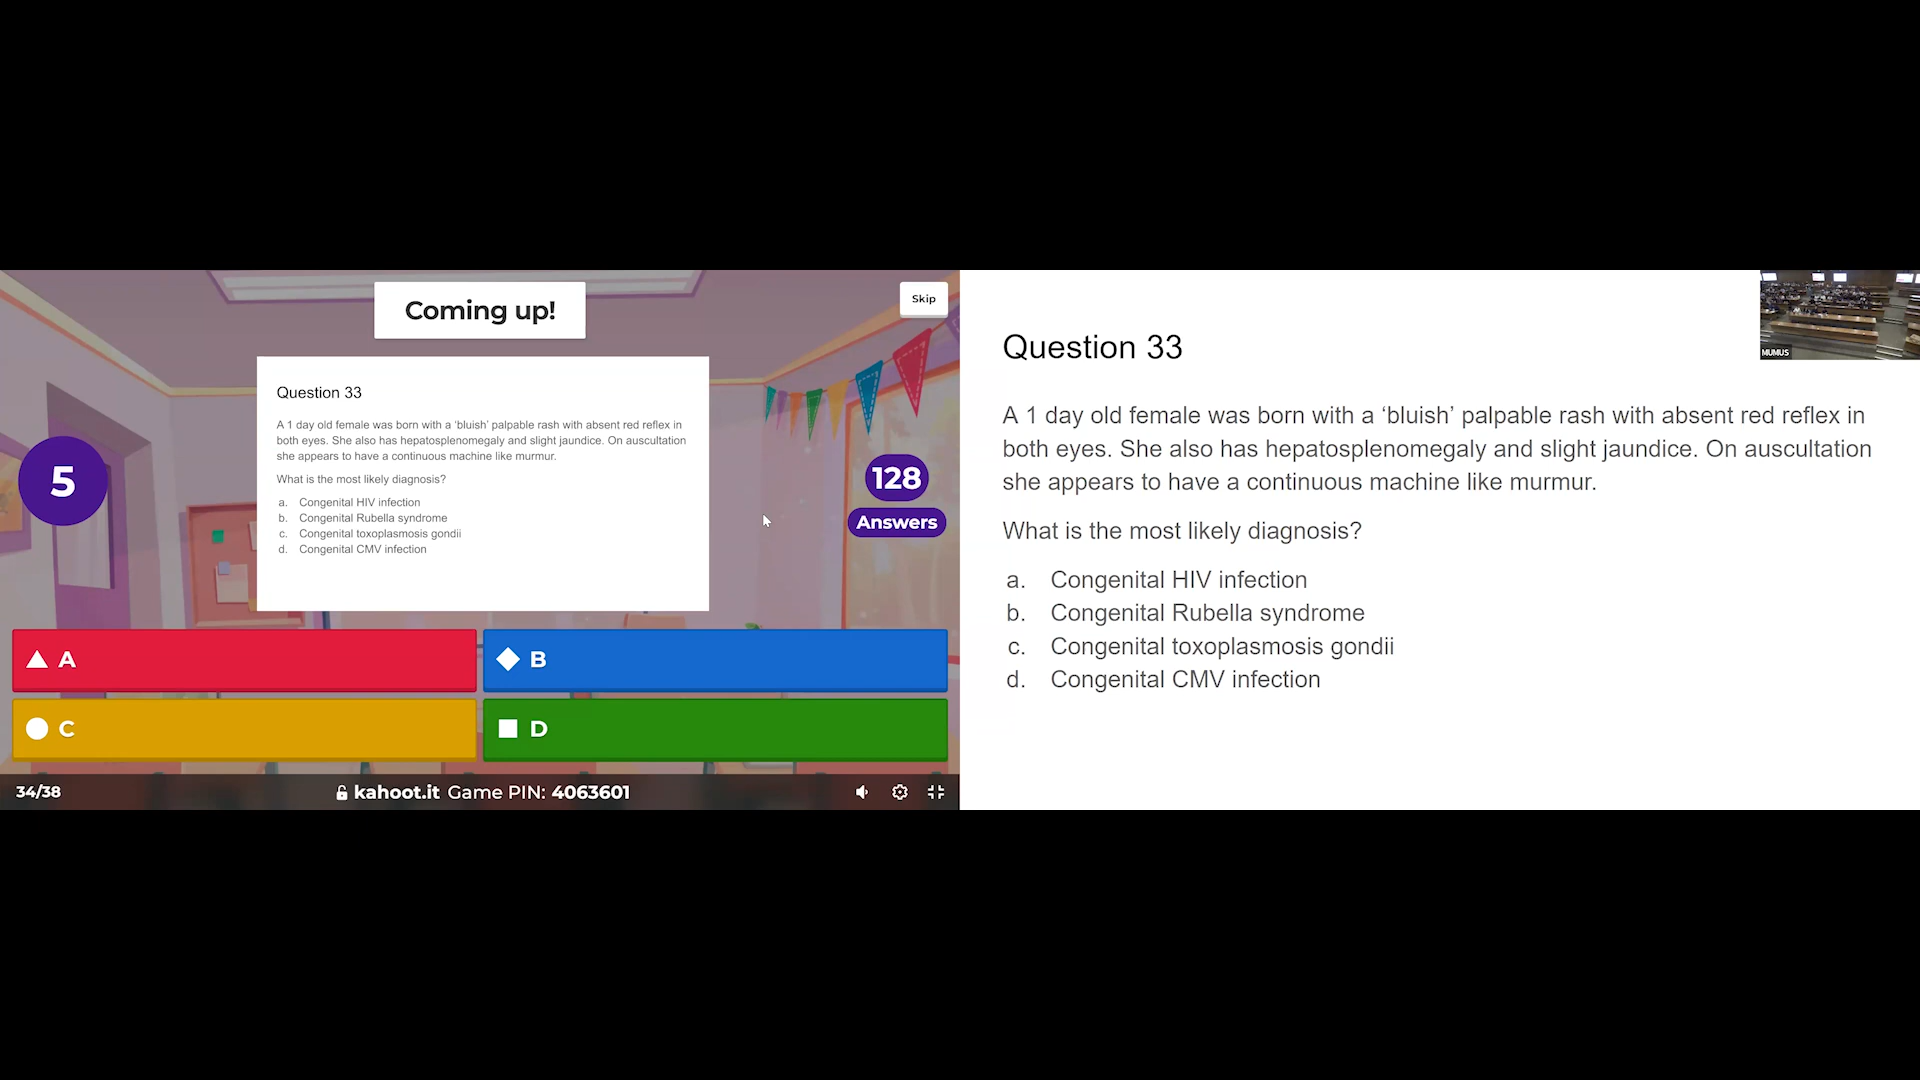 Coming up!
Skip
Question 33
A 1 day old female was born with a ‘bluish’ palpable rash with absent red reflex in
both eyes. She also has hepatosplenomegaly and slight jaundice. On auscultation
she appears to have a continuous machine like murmur.
What is the most likely diagnosis?
a. Congenital HIV infection
b. Congenital Rubella syndrome
c. Congenital toxoplasmosis gondii
d. Congenital CMV infection
5
128
Answers
A
B
C
D
34/38
kahoot.it Game PIN: 4063601
MUMUS
Question 33
A 1 day old female was born with a ‘bluish’ palpable rash with absent red reflex in
both eyes. She also has hepatosplenomegaly and slight jaundice. On auscultation
she appears to have a continuous machine like murmur.
What is the most likely diagnosis?
a. Congenital HIV infection
b. Congenital Rubella syndrome
c. Congenital toxoplasmosis gondii
d. Congenital CMV infection